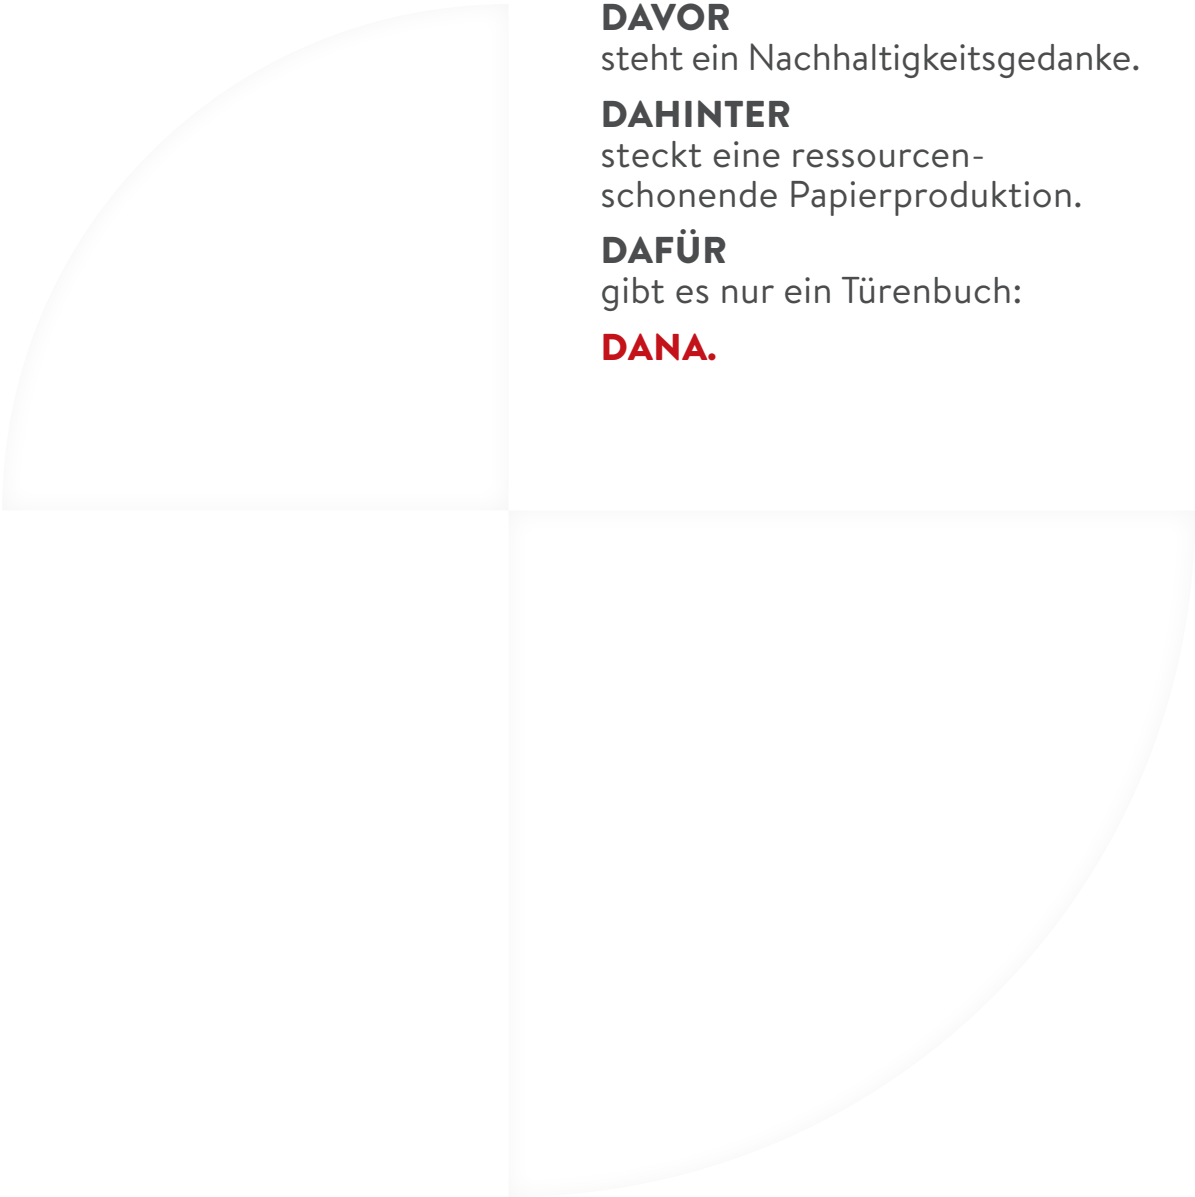 DAVOR
steht ein Nachhaltigkeitsgedanke.
DAHINTER
steckt eine ressourcen-
schonende Papierproduktion.
DAFÜR
gibt es nur ein Türenbuch:
DANA.